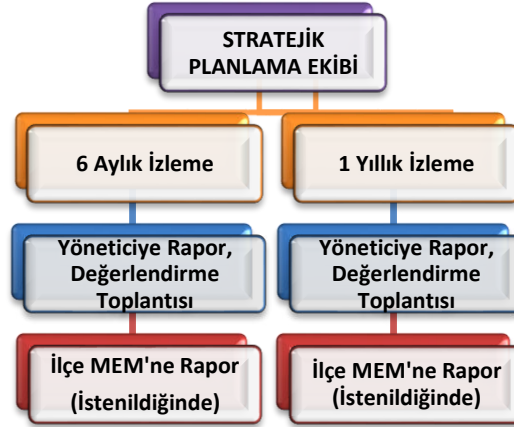 STRATEJİK
PLANLAMA EKİBİ
6 Aylık İzleme
1 Yıllık İzleme
Yöneticiye Rapor,
Değerlendirme
Toplantısı
Yöneticiye Rapor,
Değerlendirme
Toplantısı
İlçe MEM'ne Rapor
(İstenildiğinde)
İlçe MEM'ne Rapor
(İstenildiğinde)